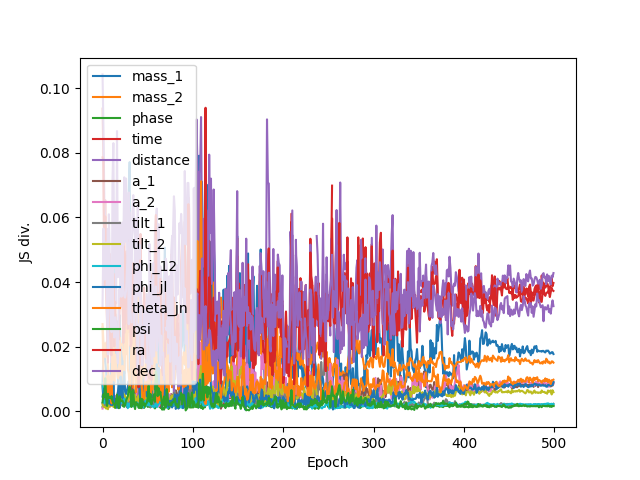 0.10
0.08
0.06
0.04
0.02
0.00
JS div.
mass_1
mass_2
phase
time
distance
a_1
a_2
tilt_1
tilt_2
phi_12
phi_jl
theta_jn
psi
ra
dec
0 100 200 300 400 500
Epoch